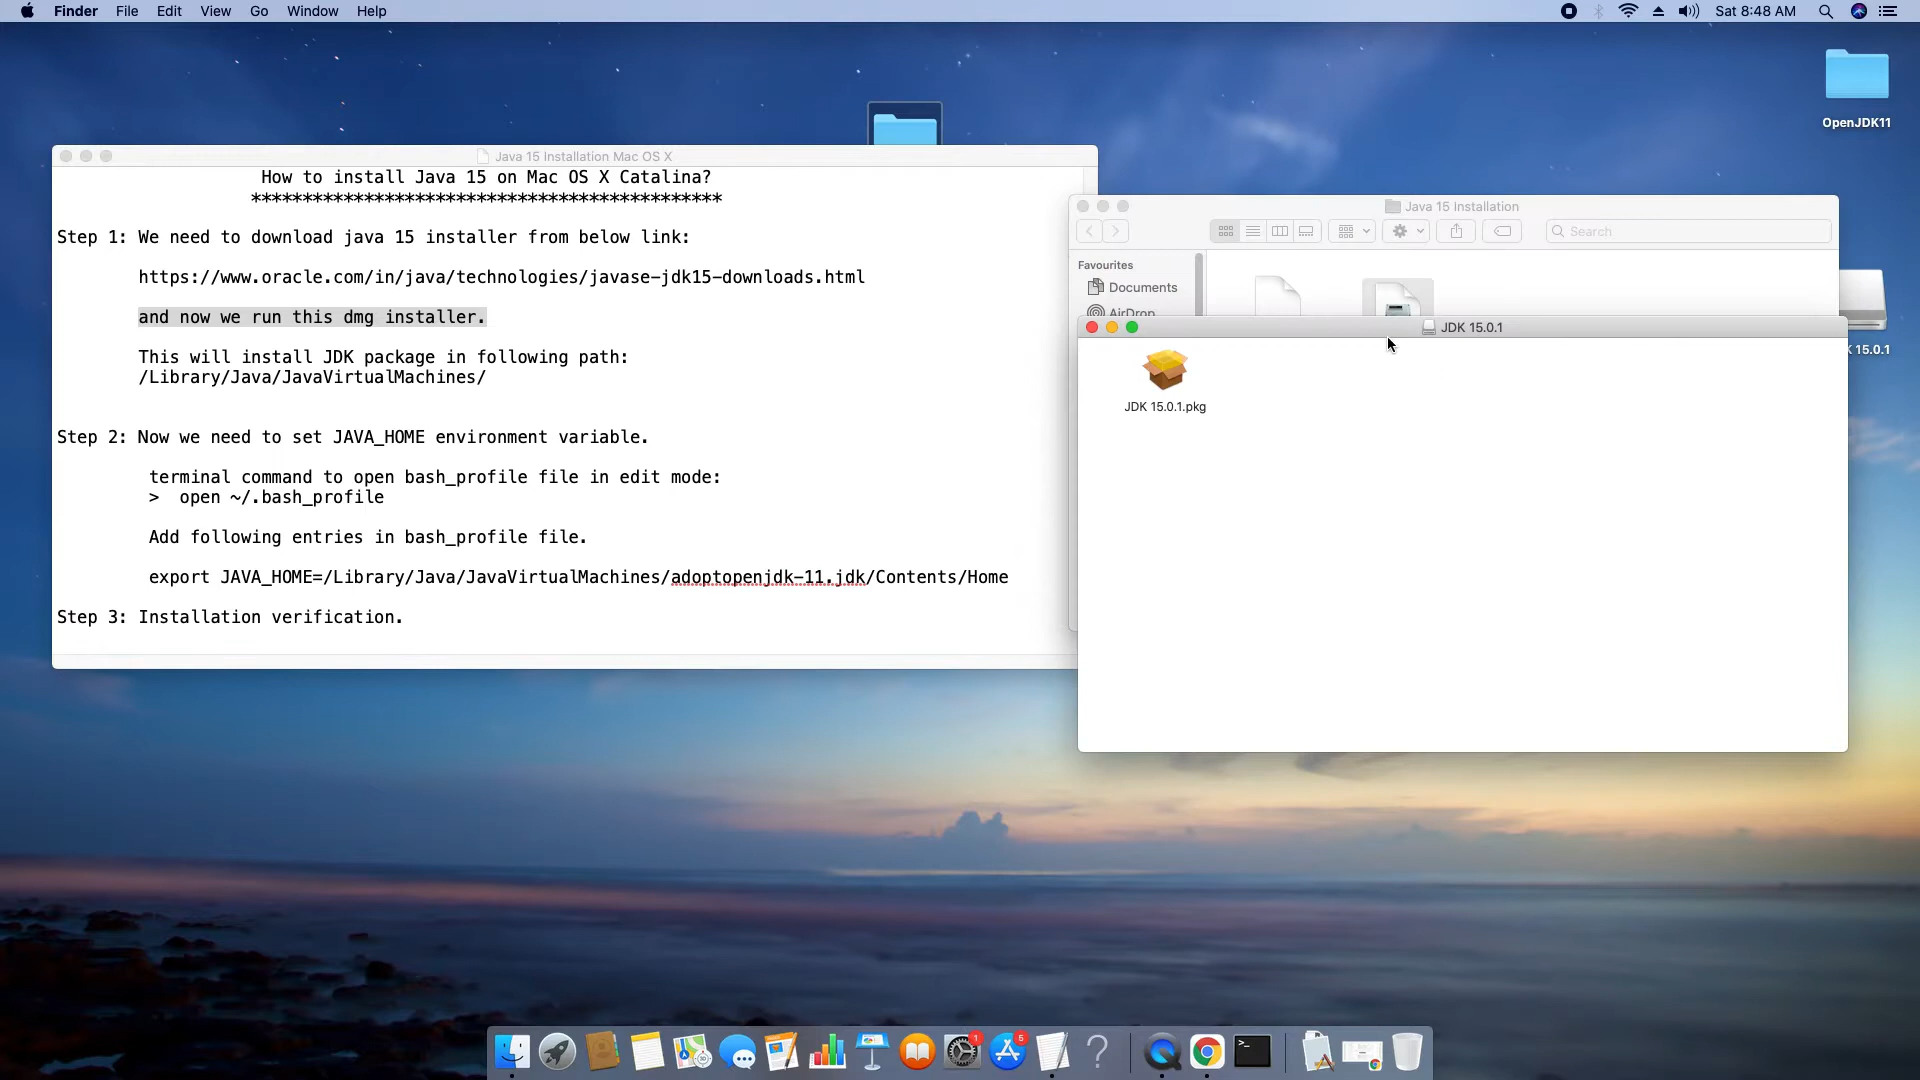 Finder File Edit View Go Window Help
Sat 8:48 AM
OpenJDK11
Java 15 Installation Mac OS X
How to install Java 15 on Mac OS X Catalina?
**********************************************
Step 1: We need to download java 15 installer from below link:
https://www.oracle.com/in/java/technologies/javase-jdk15-downloads.html
and now we run this dmg installer.
This will install JDK package in following path:
/Library/Java/JavaVirtualMachines/
Step 2: Now we need to set JAVA_HOME environment variable.
terminal command to open bash_profile file in edit mode:
> open ~/.bash_profile
Add following entries in bash_profile file.
export JAVA_HOME=/Library/Java/JavaVirtualMachines/adoptopenjdk-11.jdk/Contents/Home
Step 3: Installation verification.
Java 15 Installation
Search
Favourites
Documents
AirDrop
JDK 15.0.1
JDK 15.0.1.pkg
K 15.0.1
1
5